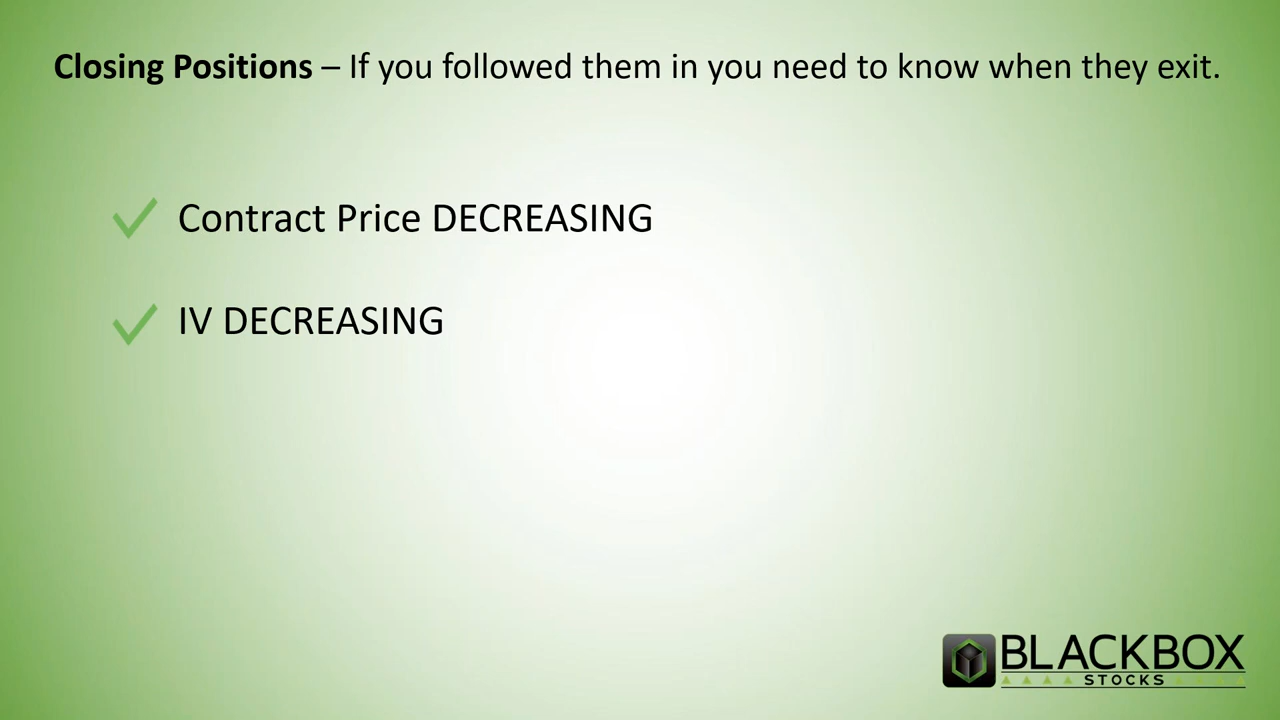 Closing Positions – If you followed them in you need to know when they exit.
Contract Price DECREASING
IV DECREASING
BLACKBOX
STOCKS